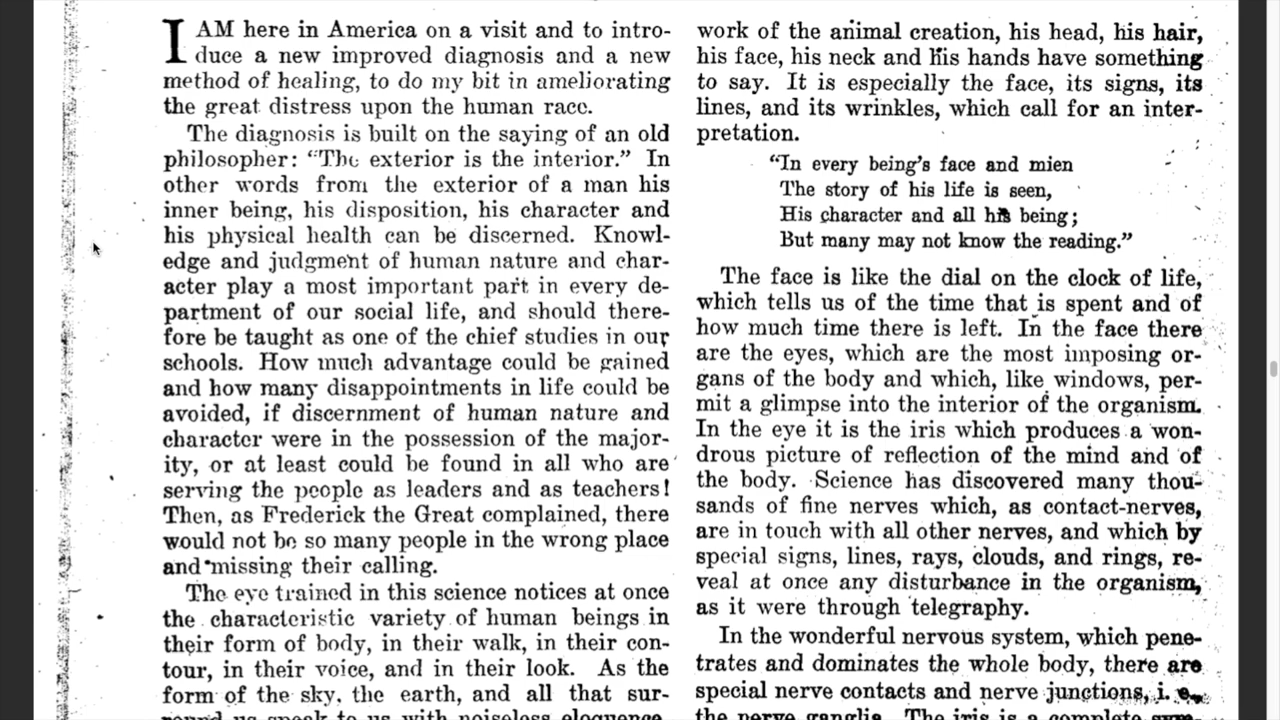 I AM here in America on a visit and to intro-
duce a new improved diagnosis and a new
method of healing, to do my bit in ameliorating
the great distress upon the human race.
The diagnosis is built on the saying of an old
philosopher: "The exterior is the interior." In
other words from the exterior of a man his
inner being, his disposition, his character and
his physical health can be discerned. Knowl-
edge and judgment of human nature and char-
acter play a most important part in every de-
partment of our social life, and should there-
fore be taught as one of the chief studies in our
schools. How much advantage could be gained
and how many disappointments in life could be
avoided, if discernment of human nature and
character were in the possession of the major-
ity, or at least could be found in all who are
serving the people as leaders and as teachers!
Then, as Frederick the Great complained, there
would not be so many people in the wrong place
and missing their calling.
The eye trained in this science notices at once
the characteristic variety of human beings in
their form of body, in their walk, in their con-
tour, in their voice, and in their look. As the
form of the sky, the earth, and all that sur-
round us speak to us with noiseless eloquence,
work of the animal creation, his head, his hair,
his face, his neck and his hands have something
to say. It is especially the face, its signs, its
lines, and its wrinkles, which call for an inter-
pretation.
"In every being's face and mien
The story of his life is seen,
His character and all his being;
But many may not know the reading."
The face is like the dial on the clock of life,
which tells us of the time that is spent and of
how much time there is left. In the face there
are the eyes, which are the most imposing or-
gans of the body and which, like windows, per-
mit a glimpse into the interior of the organism.
In the eye it is the iris which produces a won-
drous picture of reflection of the mind and of
the body. Science has discovered many thou-
sands of fine nerves which, as contact-nerves,
are in touch with all other nerves, and which by
special signs, lines, rays, clouds, and rings, re-
veal at once any disturbance in the organism,
as it were through telegraphy.
In the wonderful nervous system, which pene-
trates and dominates the whole body, there are
special nerve contacts and nerve junctions, i. e.,
the nerve ganglia. The iris is a complete